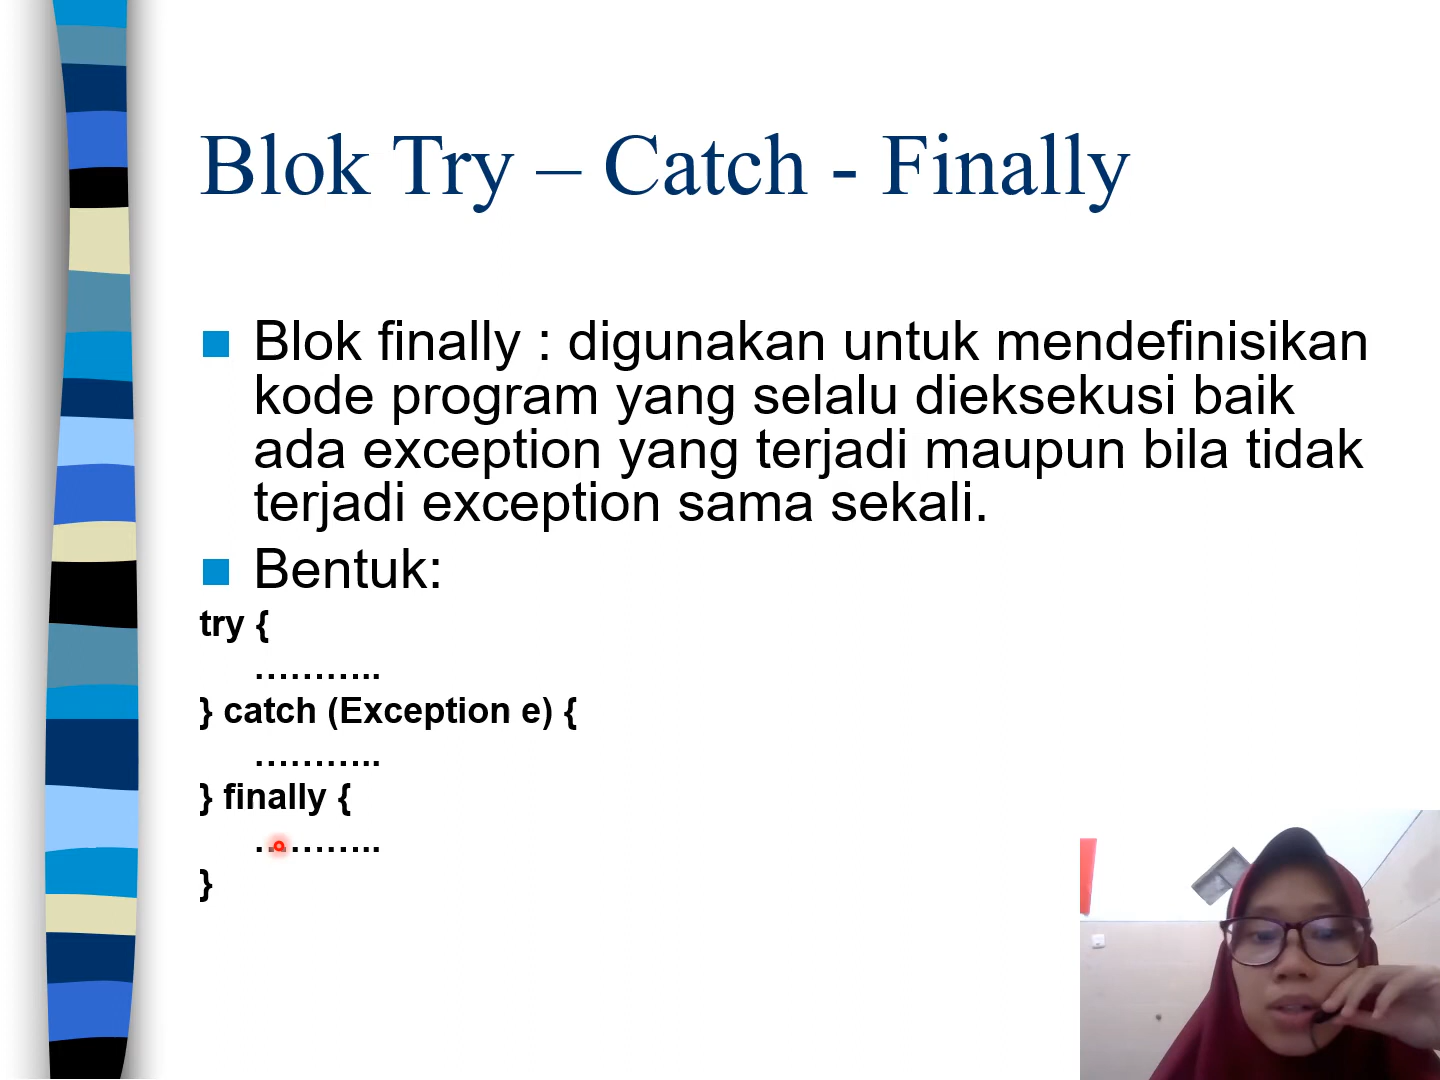 Blok Try – Catch - Finally
Blok finally : digunakan untuk mendefinisikan
kode program yang selalu dieksekusi baik
ada exception yang terjadi maupun bila tidak
terjadi exception sama sekali.
Bentuk:
try {
………..
} catch (Exception e) {
………..
} finally {
………..
}